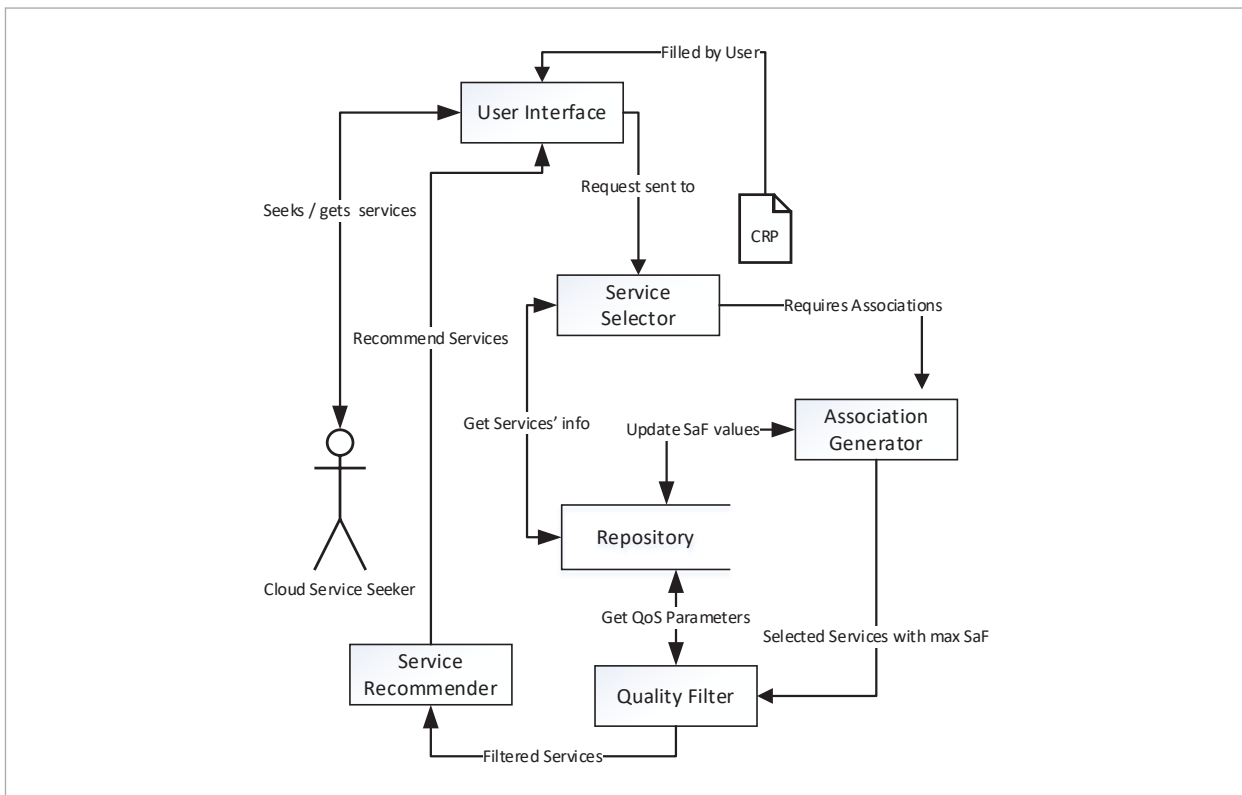 Filled by User
User Interface
Request sent to
Seeks / gets services
CRP
Service
Selector
Requires Associations
Recommend Services
Association
Generator
Get Services' info
Update SaF values
Repository
Cloud Service Seeker
Get QoS Parameters
Selected Services with max SaF
Service
Recommender
Quality Filter
Filtered Services